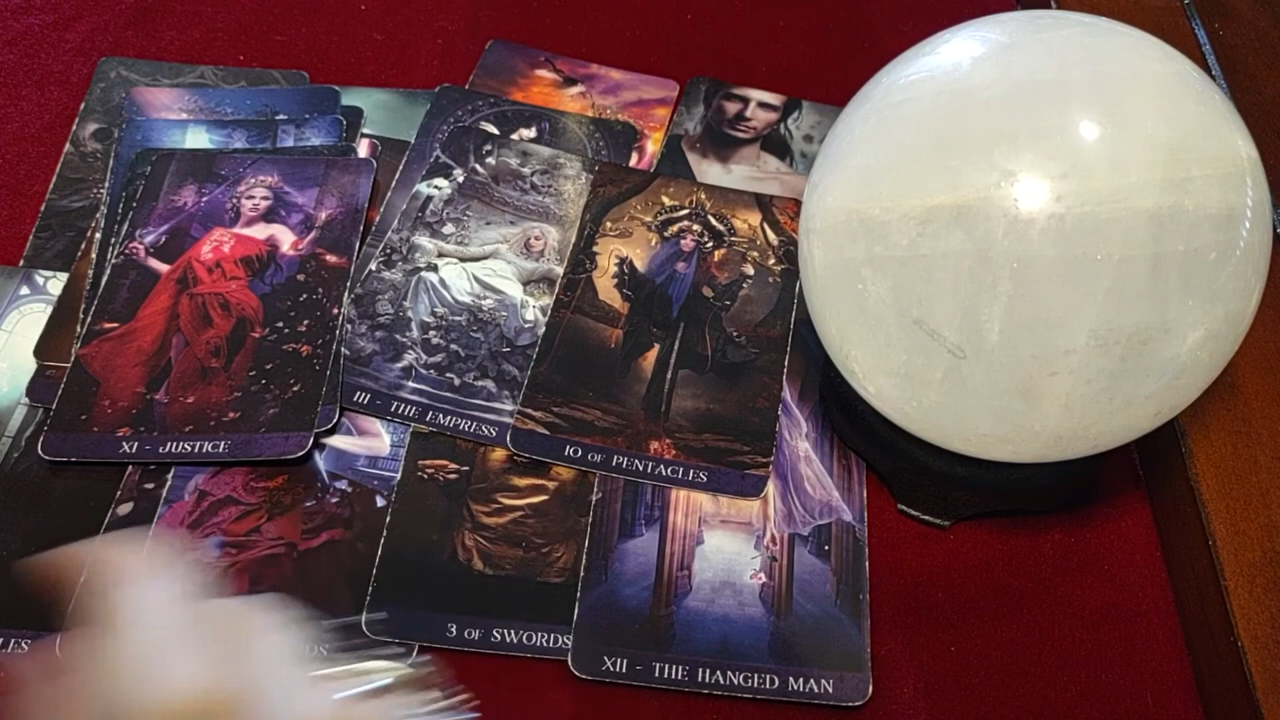 XI - JUSTICE
III - THE EMPRESS
10 OF PENTACLES
3 OF SWORDS
XII - THE HANGED MAN